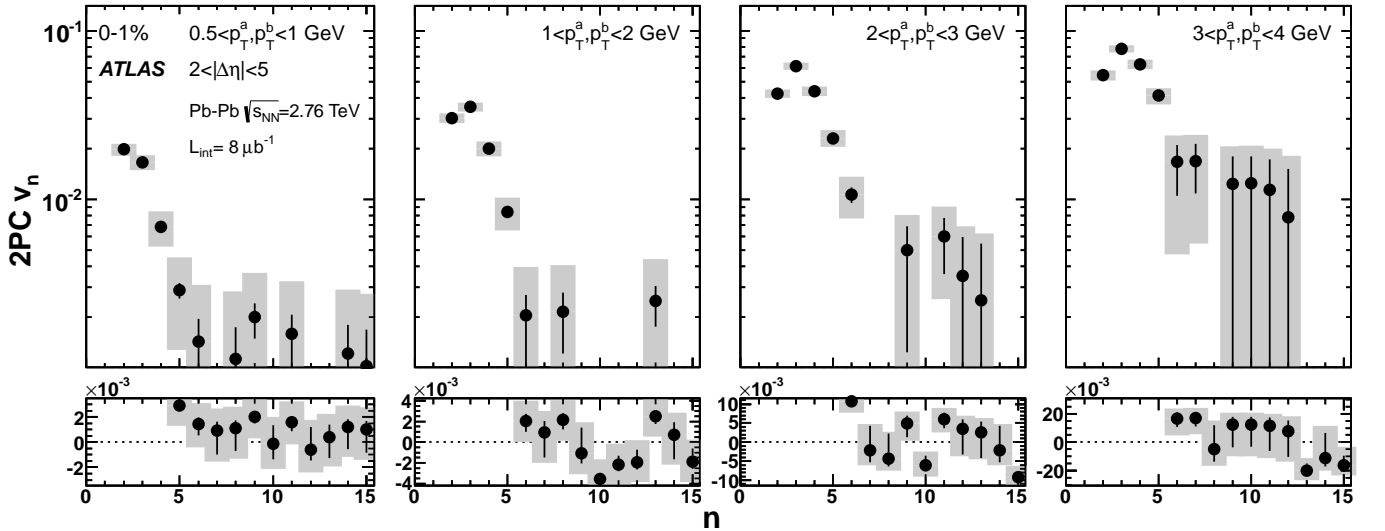 10⁻¹
10⁻²
2PC vₙ
0-1%
0.5<p_T^a,p_T^b<1 GeV
ATLAS
2<|Δη|<5
Pb-Pb √s_NN=2.76 TeV
L_int= 8 μb⁻¹
1<p_T^a,p_T^b<2 GeV
2<p_T^a,p_T^b<3 GeV
3<p_T^a,p_T^b<4 GeV
×10⁻³
2
0
-2
0 5 10 15
×10⁻³
4
2
0
-2
-4
0 5 10 15
×10⁻³
10
5
0
-5
-10
0 5 10 15
×10⁻³
20
0
-20
0 5 10 15
n